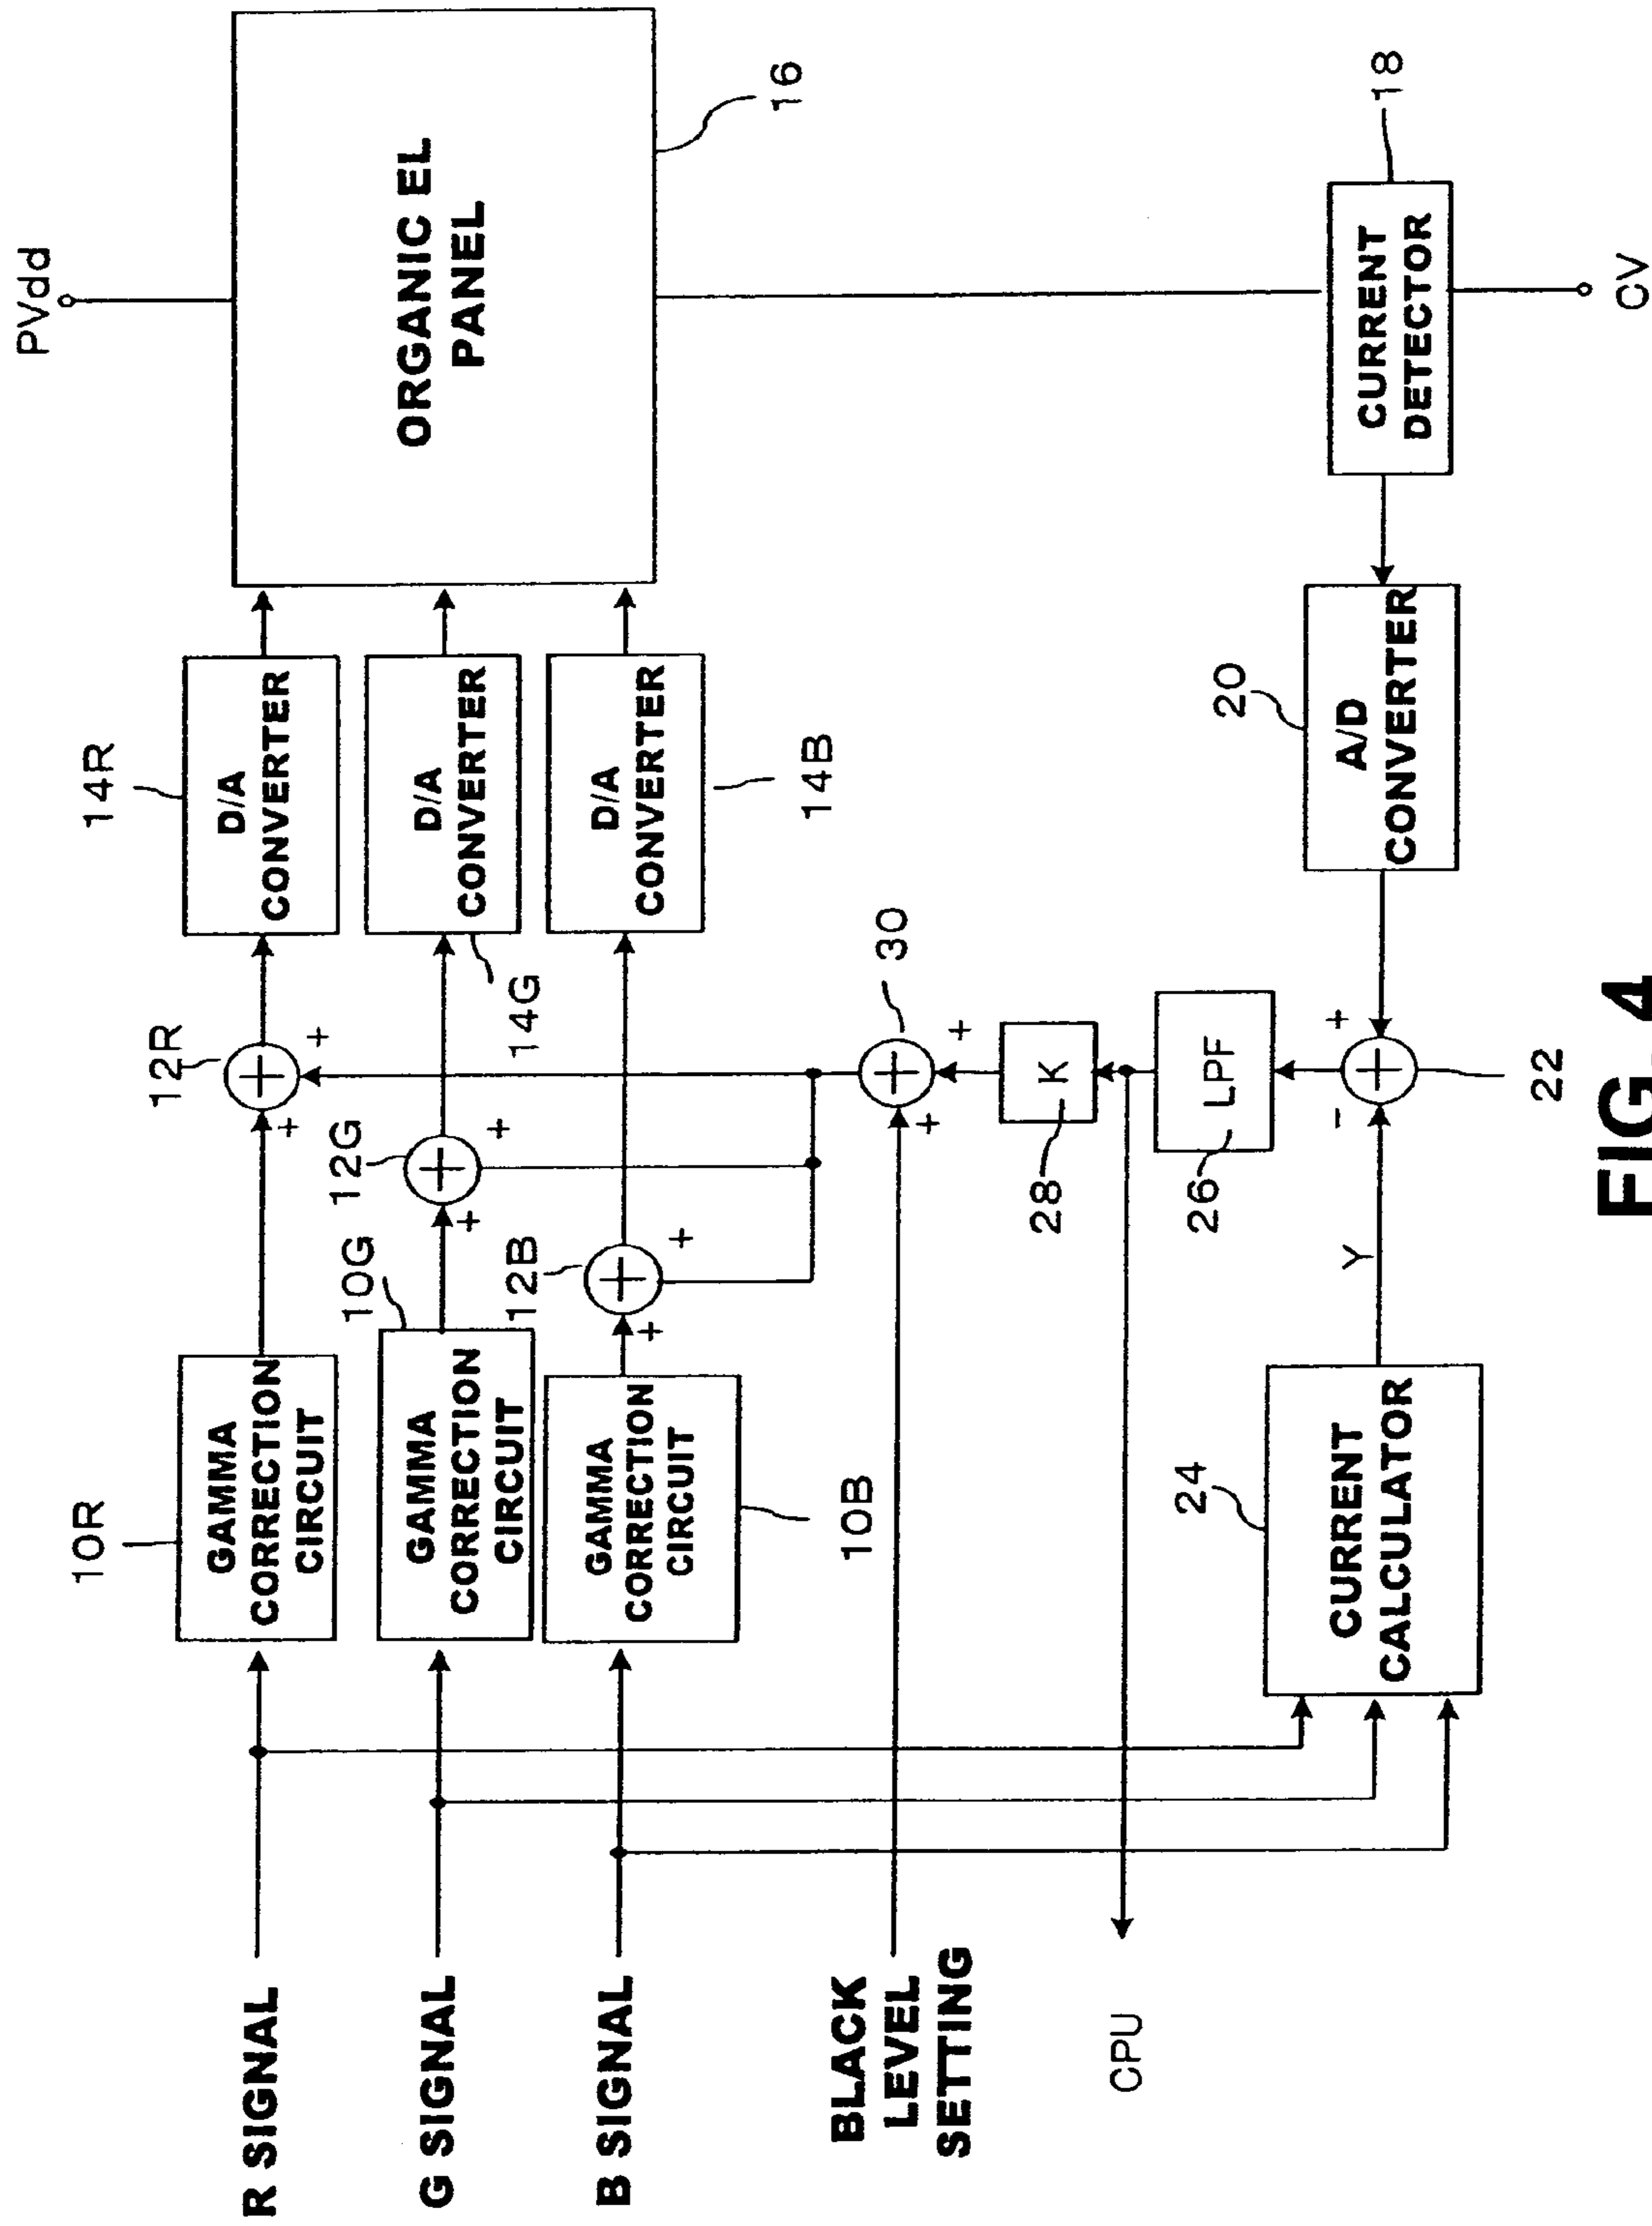 PVdd
14R
D/A
CONVERTER
12R
+
+
10R
GAMMA
CORRECTION
CIRCUIT
R SIGNAL
ORGANIC EL
PANEL
16
D/A
CONVERTER
14G
12G
+
+
10G
GAMMA
CORRECTION
CIRCUIT
G SIGNAL
D/A
CONVERTER
14B
12B
+
+
GAMMA
CORRECTION
CIRCUIT
10B
B SIGNAL
30
+
+
BLACK
LEVEL
SETTING
K
28
CPU
LPF
26
18
CURRENT
DETECTOR
CV
20
A/D
CONVERTER
+
-
22
Y
24
CURRENT
CALCULATOR
FIG. 4